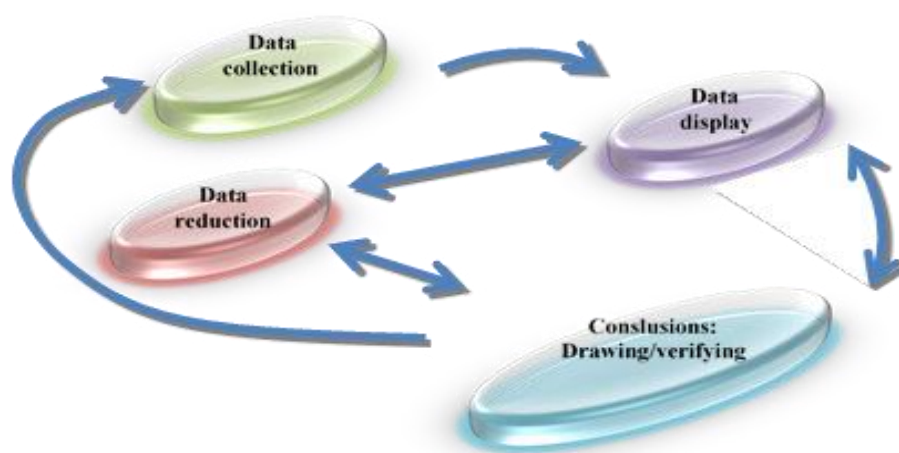 Data
collection
Data
display
Data
reduction
Conslusions:
Drawing/verifying